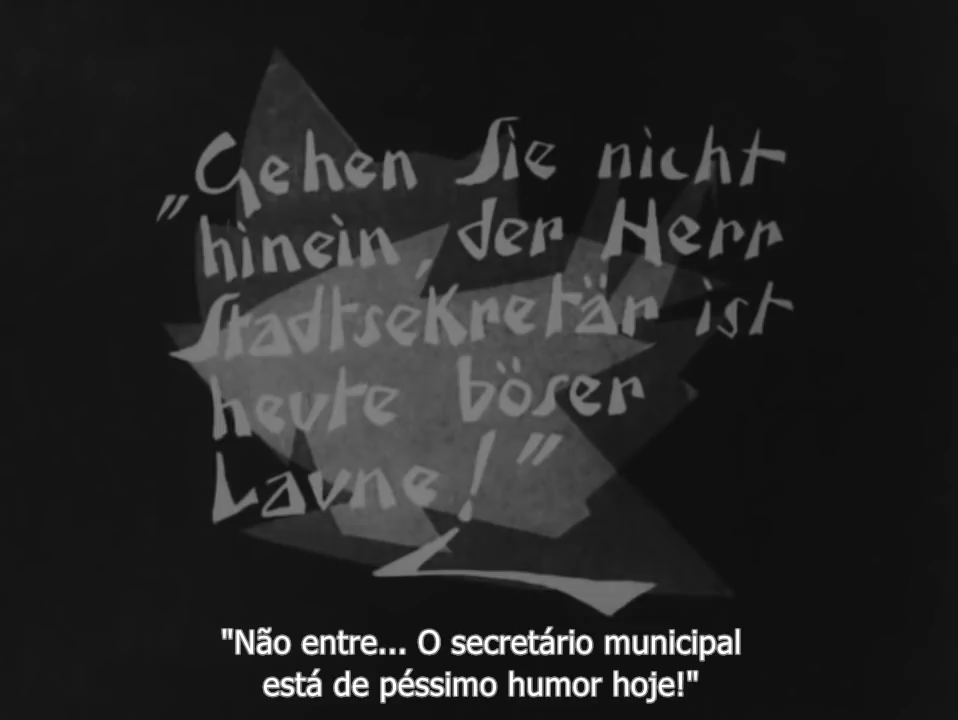 „Gehen Sie nicht
hinein, der Herr
Stadtsekretär ist
heute böser
Laune!”
"Não entre... O secretário municipal
está de péssimo humor hoje!"